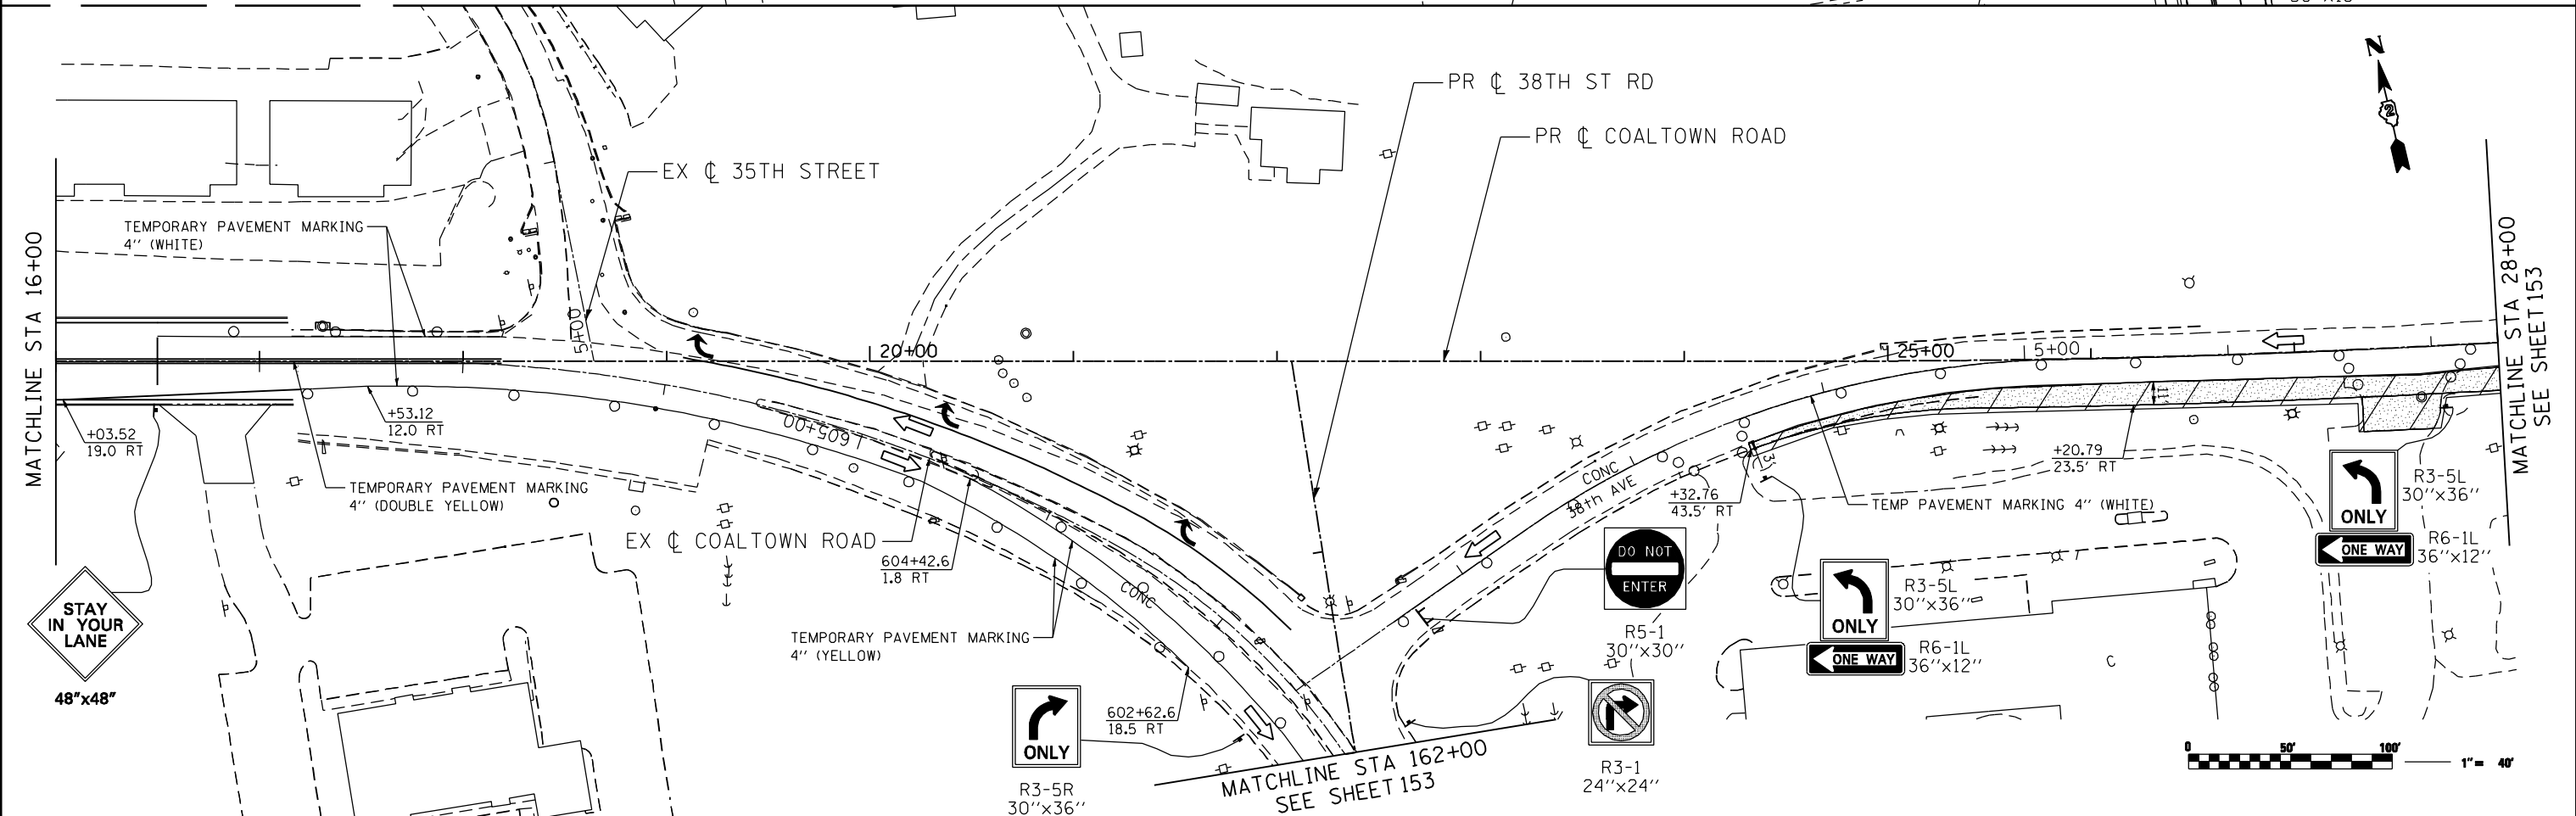 N
2
PR ℄ 38TH ST RD
PR ℄ COALTOWN ROAD
EX ℄ 35TH STREET
TEMPORARY PAVEMENT MARKING
4'' (WHITE)
MATCHLINE STA 16+00
MATCHLINE STA 28+00
SEE SHEET 153
5+00
20+00
25+00
5+00
+03.52
19.0 RT
+53.12
12.0 RT
605+00
11'
3'
CONC
38th AVE
+32.76
43.5' RT
+20.79
23.5' RT
TEMP PAVEMENT MARKING 4'' (WHITE)
TEMPORARY PAVEMENT MARKING
4'' (DOUBLE YELLOW)
EX ℄ COALTOWN ROAD
604+42.6
1.8 RT
CONC
TEMPORARY PAVEMENT MARKING
4'' (YELLOW)
602+62.6
18.5 RT
STAY
IN YOUR
LANE
48"x48"
ONLY
R3-5R
30''x36''
MATCHLINE STA 162+00
SEE SHEET 153
DO NOT
ENTER
R5-1
30''x30''
R3-1
24''x24''
ONLY
R3-5L
30''x36''
ONE WAY
R6-1L
36''x12''
ONLY
R3-5L
30''x36''
ONE WAY
R6-1L
36''x12''
C
0 50' 100'
1"= 40'